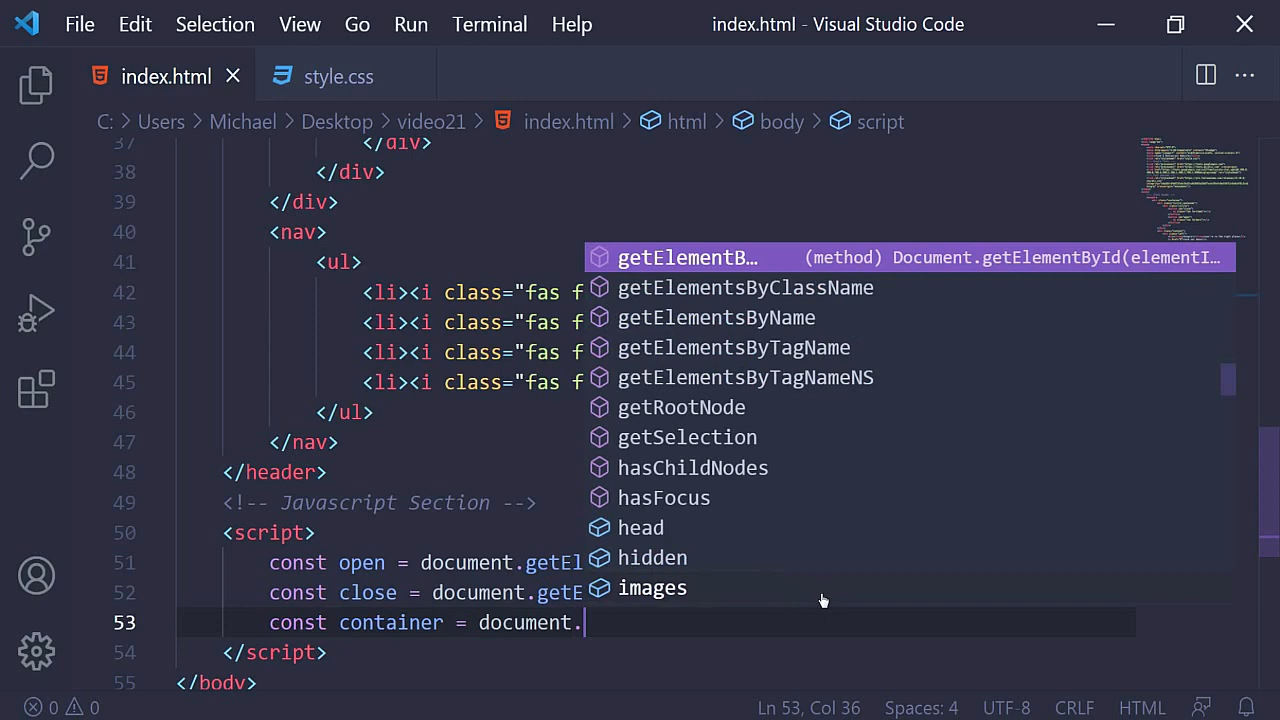 File Edit Selection View Go Run Terminal Help index.html - Visual Studio Code
index.html style.css
C: > Users > Michael > Desktop > video21 > index.html > html > body > script
37 </div>
38 </div>
39 </div>
40 <nav>
41 <ul>
42 <li><i class="fas f
43 <li><i class="fas f
44 <li><i class="fas f
45 <li><i class="fas f
46 </ul>
47 </nav>
48 </header>
49 <!-- Javascript Section -->
50 <script>
51 const open = document.getEl
52 const close = document.getE
53 const container = document.
54 </script>
55 </body>
getElementB… (method) Document.getElementById(elementI…
getElementsByClassName
getElementsByName
getElementsByTagName
getElementsByTagNameNS
getRootNode
getSelection
hasChildNodes
hasFocus
head
hidden
images
0 0 Ln 53, Col 36 Spaces: 4 UTF-8 CRLF HTML